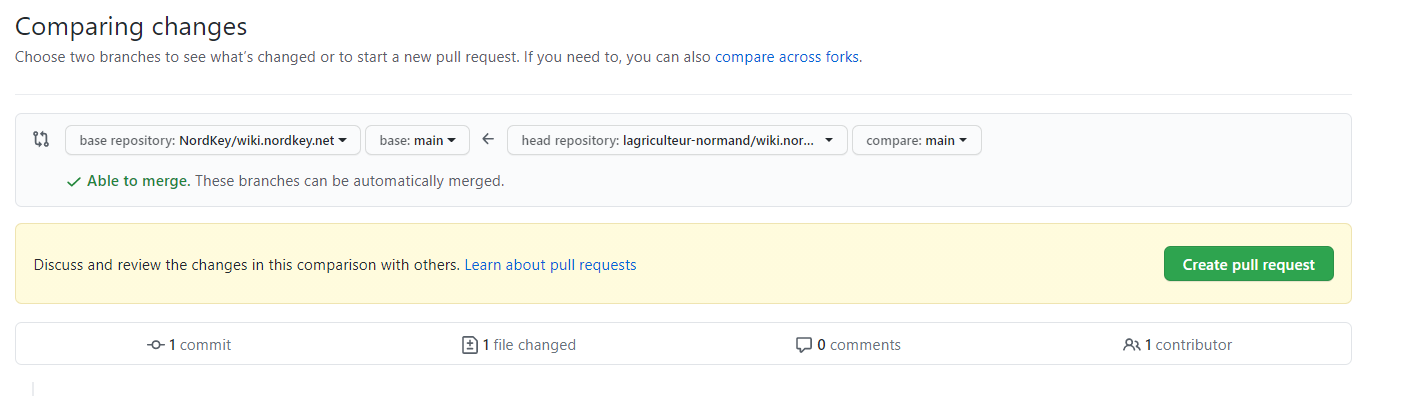 Comparing changes
Choose two branches to see what's changed or to start a new pull request. If you need to, you can also compare across forks.
base repository: NordKey/wiki.nordkey.net base: main head repository: lagriculteur-normand/wiki.nor... compare: main
Able to merge. These branches can be automatically merged.
Discuss and review the changes in this comparison with others. Learn about pull requests Create pull request
1 commit 1 file changed 0 comments 1 contributor